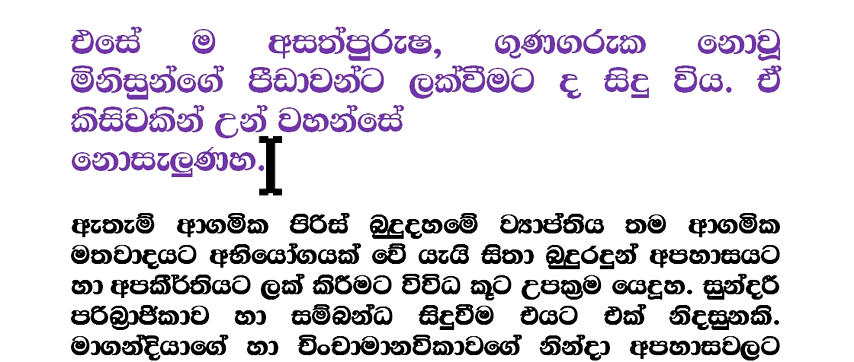 එසේ ම අසත්පුරුෂ, ගුණගරුක නොවූ
මිනිසුන්ගේ පීඩාවන්ට ලක්වීමට ද සිදු විය. ඒ
කිසිවකින් උන් වහන්සේ
නොසැලුණහ.
ඇතැම් ආගමික පිරිස් බුදුදහමේ ව්‍යාප්තිය තම ආගමික
මතවාදයට අභියෝගයක් වේ යැයි සිතා බුදුරදුන් අපහාසයට
හා අපකීර්තියට ලක් කිරීමට විවිධ කූට උපක්‍රම යෙදූහ. සුන්දරී
පරිබ්‍රාජිකාව හා සම්බන්ධ සිදුවීම එයට එක් නිදසුනකි.
මාගන්දියාගේ හා චිංචාමානවිකාවගේ නින්දා අපහාසවලට